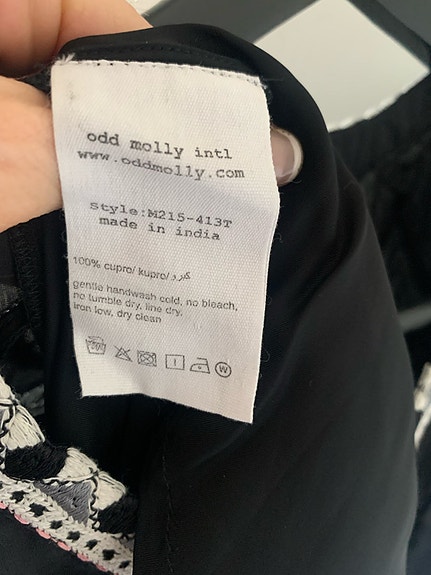 odd molly intl
www.oddmolly.com
Style:M215-413T
made in india
100% cupro/ kupro/
gentle handwash cold, no bleach,
no tumble dry, line dry,
iron low, dry clean
W